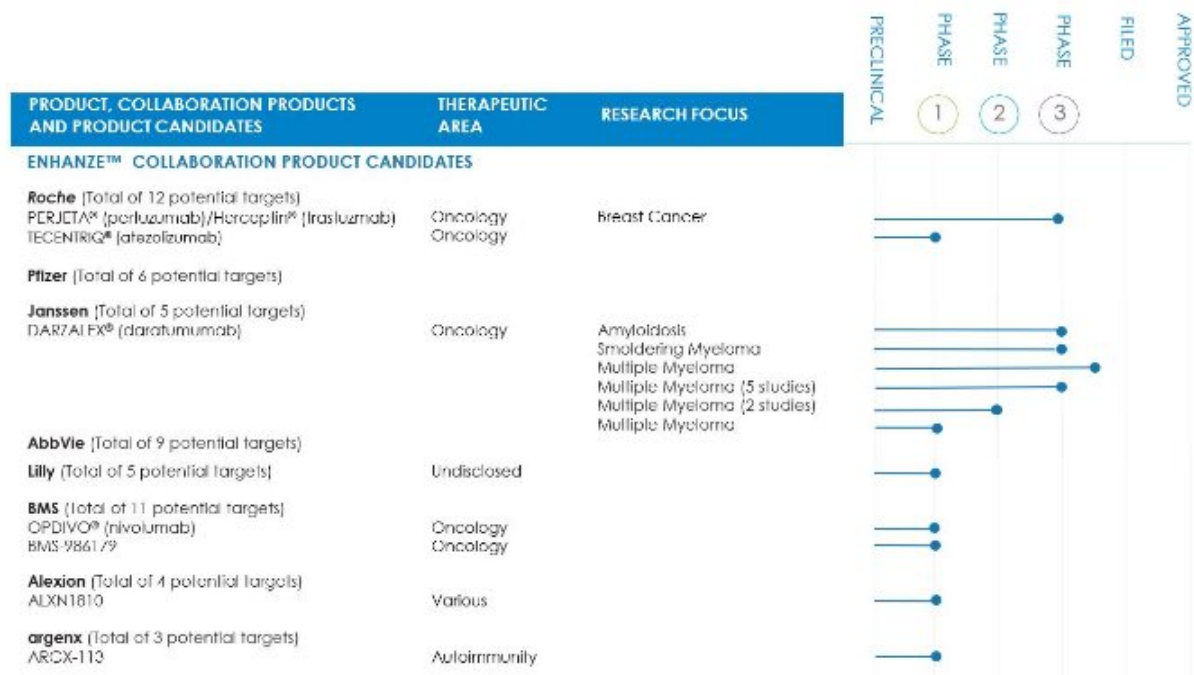 PRECLINICAL
PHASE 1
PHASE 2
PHASE 3
FILED
APPROVED
PRODUCT, COLLABORATION PRODUCTS AND PRODUCT CANDIDATES
THERAPEUTIC AREA
RESEARCH FOCUS
ENHANZE™ COLLABORATION PRODUCT CANDIDATES
Roche (Total of 12 potential targets)
PERJETA® (pertuzumab)/Herceptin® (trastuzmab) Oncology Breast Cancer
TECENTRIQ® (atezolizumab) Oncology
Pfizer (Total of 6 potential targets)
Janssen (Total of 5 potential targets)
DARZALEX® (daratumumab) Oncology Amyloidosis
Smoldering Myeloma
Multiple Myeloma
Multiple Myeloma (5 studies)
Multiple Myeloma (2 studies)
Multiple Myeloma
AbbVie (Total of 9 potential targets)
Lilly (Total of 5 potential targets) Undisclosed
BMS (Total of 11 potential targets)
OPDIVO® (nivolumab) Oncology
BMS-986179 Oncology
Alexion (Total of 4 potential targets)
ALXN1810 Various
argenx (Total of 3 potential targets)
ARGX-113 Autoimmunity